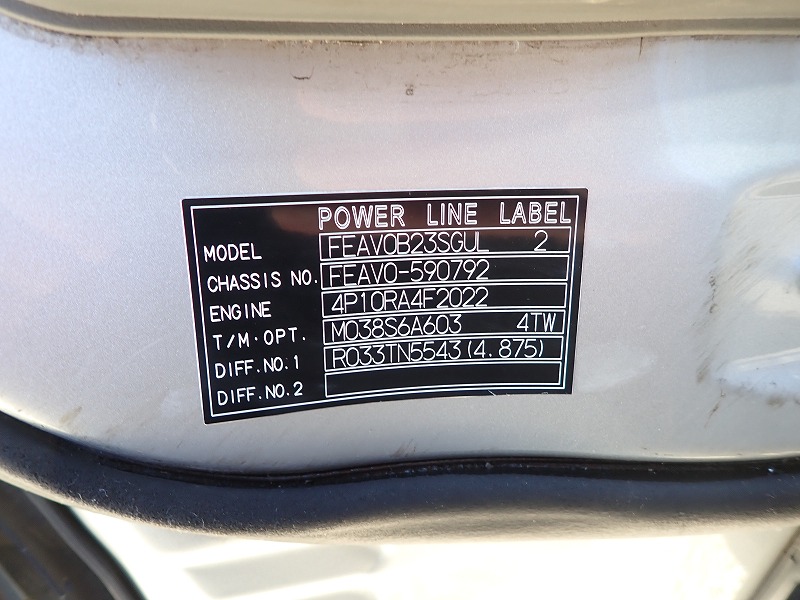 POWER LINE LABEL
MODEL FEAV0B23SGUL 2
CHASSIS NO. FEAV0-590792
ENGINE 4P10RA4F2022
T/M·OPT. M038S6A603 4TW
DIFF.NO.1 R033TN5543(4.875)
DIFF.NO.2